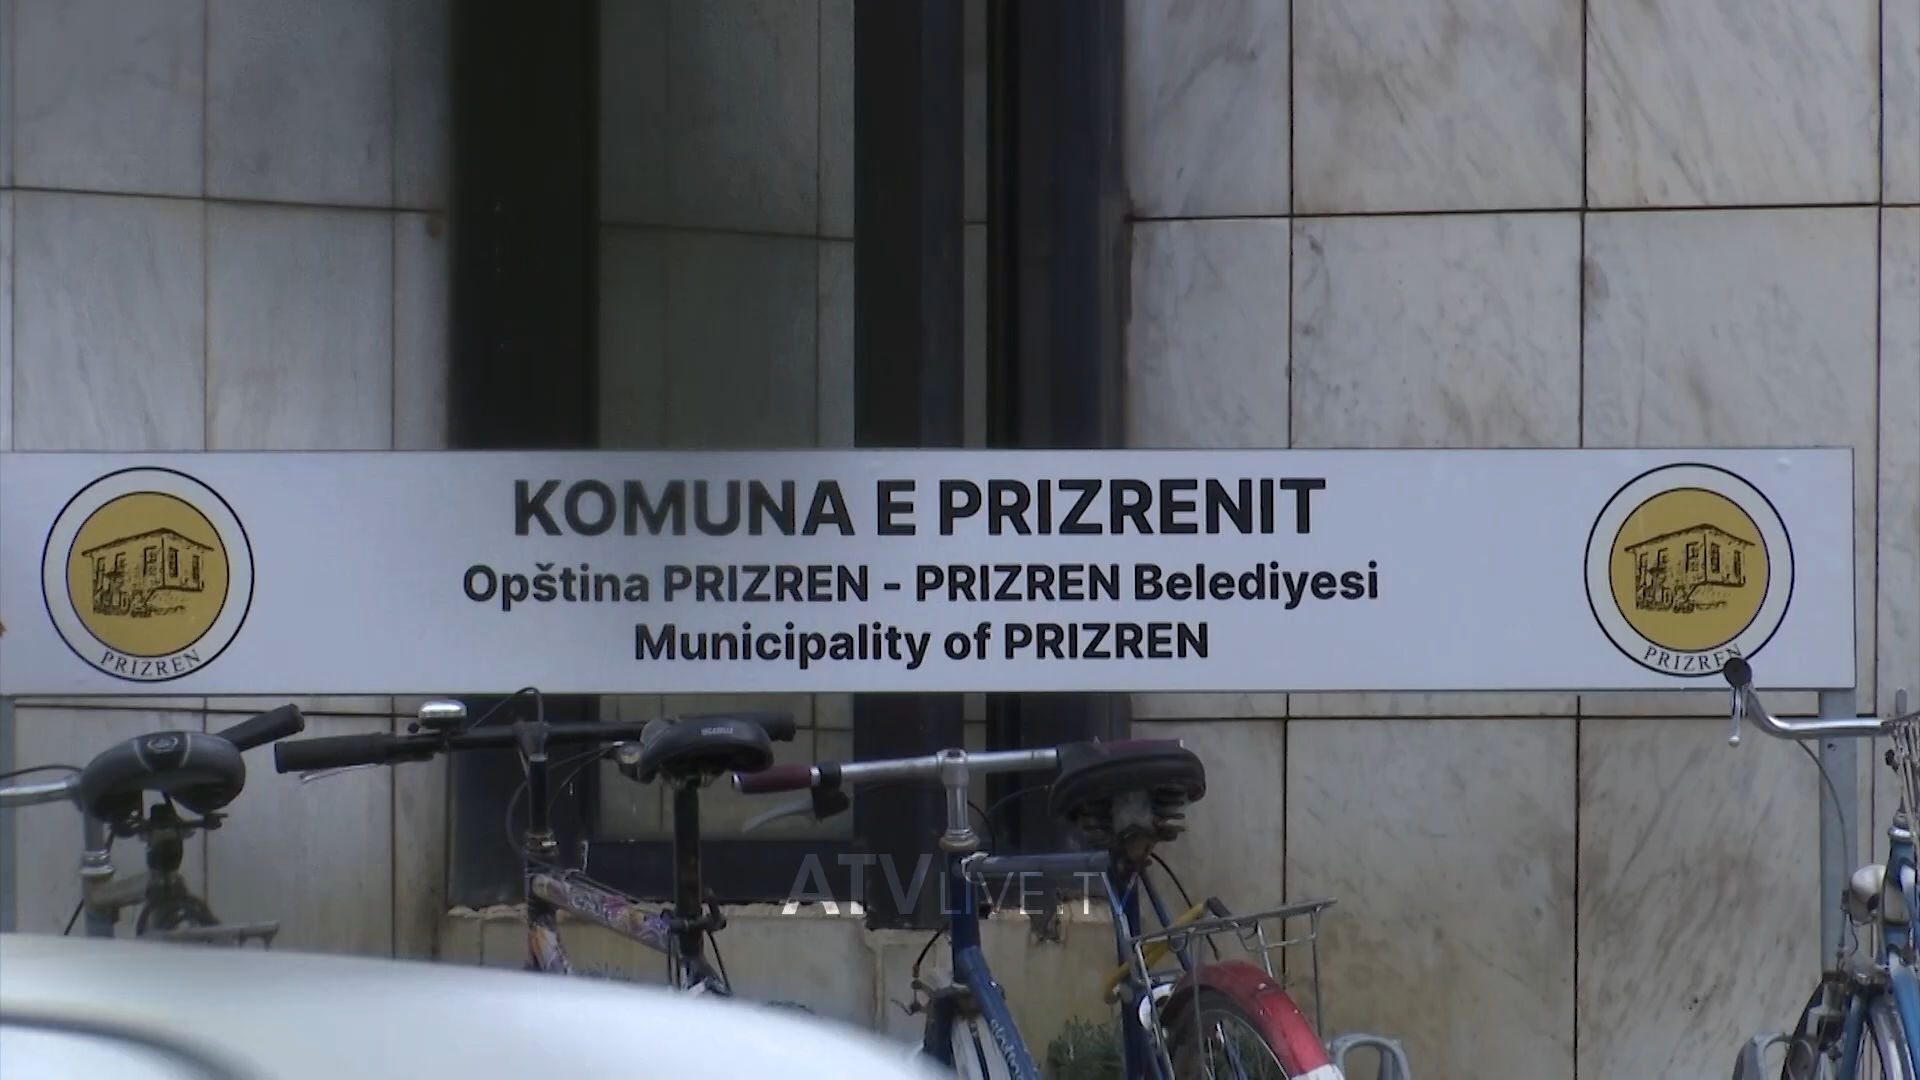 KOMUNA E PRIZRENIT
Opština PRIZREN - PRIZREN Belediyesi
Municipality of PRIZREN
PRIZREN
PRIZREN
ATVLIVE.TV